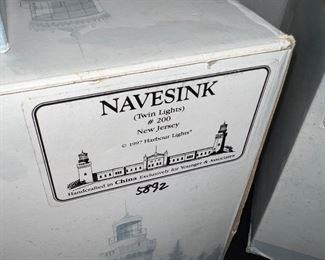 NAVESINK
(Twin Lights)
# 200
New Jersey
© 1997 Harbour Lights®
Handcrafted in China Exclusively for Younger & Associates
5892